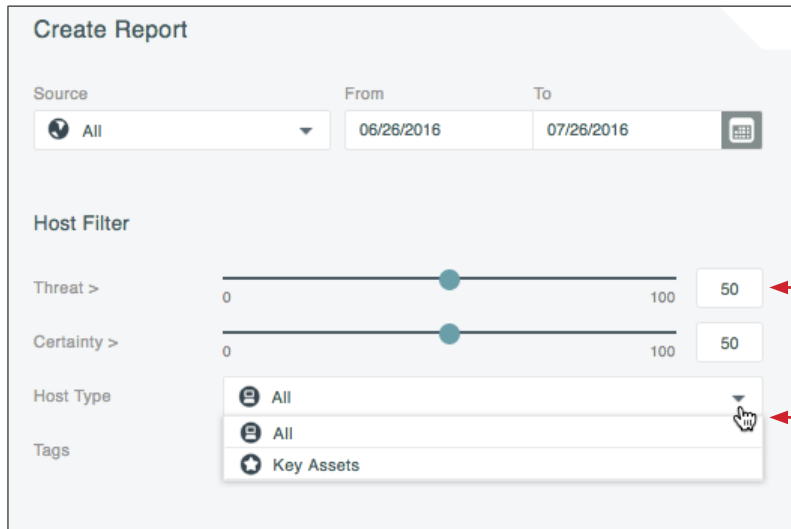 Create Report
Source From To
All 06/26/2016 07/26/2016
Host Filter
Threat > 0 100 50
Certainty > 0 100 50
Host Type All
All
Tags
Key Assets